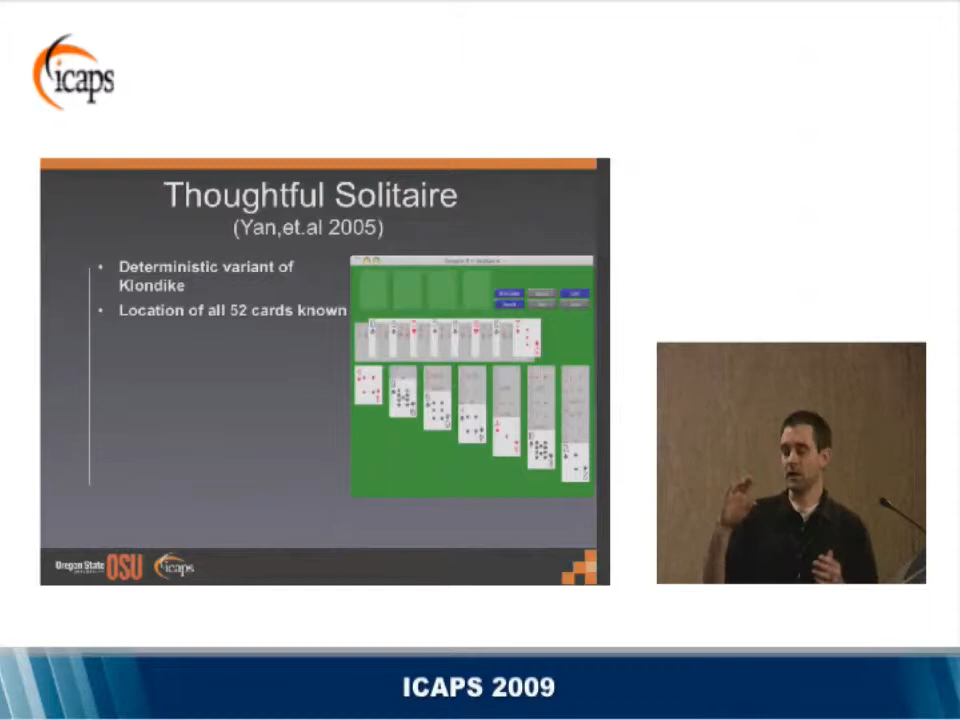 icaps
Thoughtful Solitaire
(Yan,et.al 2005)
• Deterministic variant of
Klondike
• Location of all 52 cards known
Oregon State
OSU
icaps
ICAPS 2009